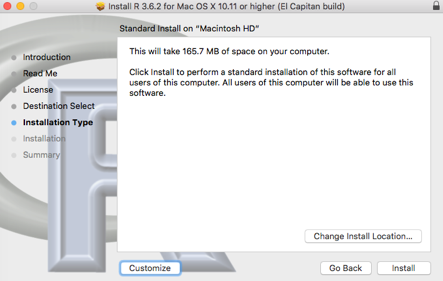 Install R 3.6.2 for Mac OS X 10.11 or higher (El Capitan build)
Standard Install on “Macintosh HD”
Introduction
Read Me
License
Destination Select
Installation Type
Installation
Summary
This will take 165.7 MB of space on your computer.
Click Install to perform a standard installation of this software for all
users of this computer. All users of this computer will be able to use this
software.
Change Install Location...
Customize
Go Back
Install